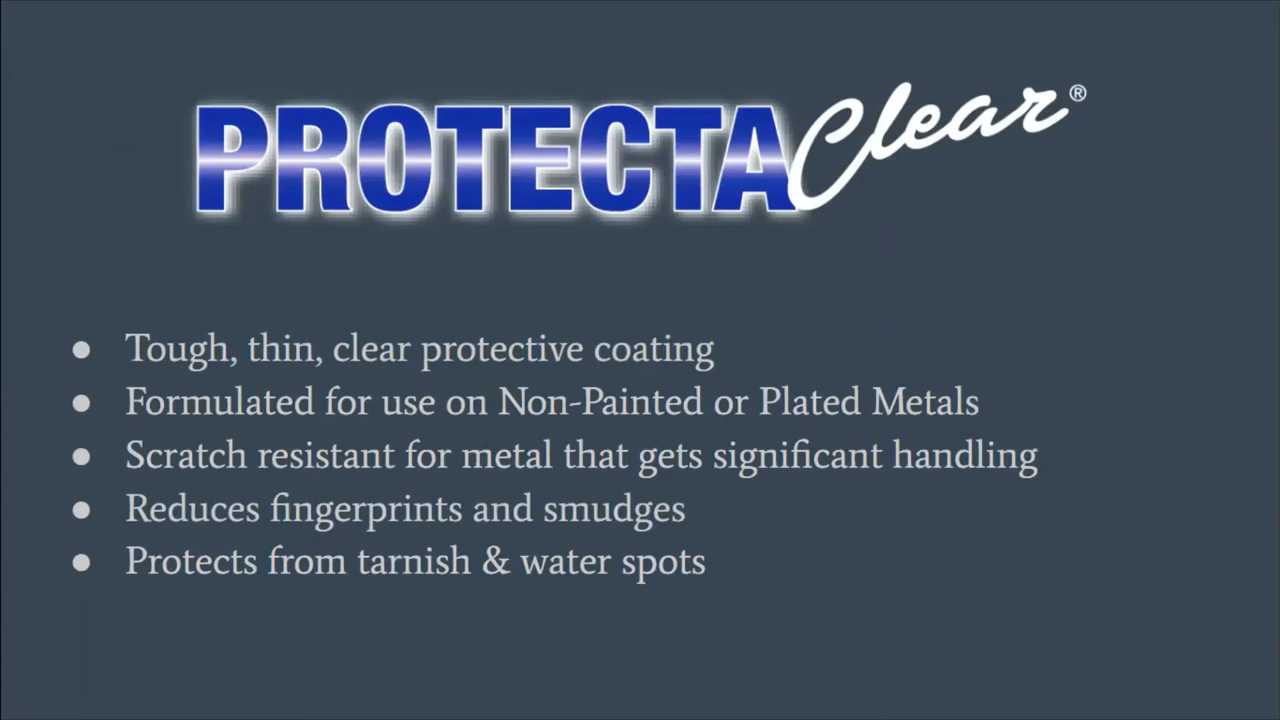 PROTECTAClear®
● Tough, thin, clear protective coating
● Formulated for use on Non-Painted or Plated Metals
● Scratch resistant for metal that gets significant handling
● Reduces fingerprints and smudges
● Protects from tarnish & water spots